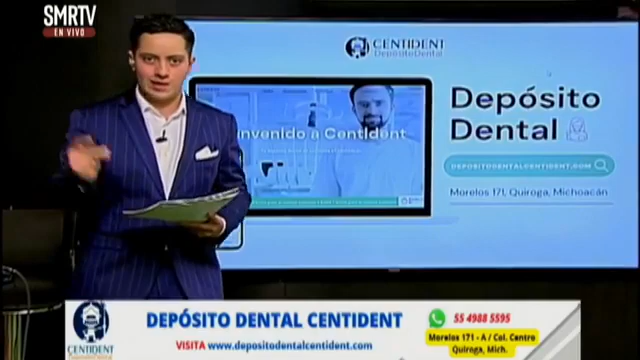 SMRTV
EN VIVO
CENTIDENT
DepósitoDental
nvenido a Centident
Depósito
Dental
DEPOSITODENTALCENTIDENT.COM
Morelos 171, Quiroga, Michoacán
CENTIDENT
DEPÓSITO DENTAL CENTIDENT
VISITA www.depositodentalcentident.com
55 4988 5595
Morelos 171 - A / Col. Centro
Quiroga, Mich.